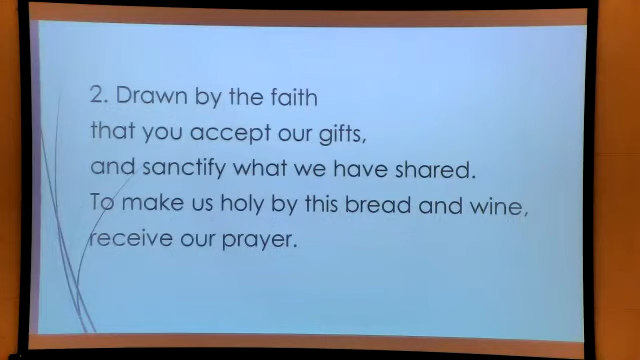 2. Drawn by the faith
that you accept our gifts,
and sanctify what we have shared.
To make us holy by this bread and wine,
receive our prayer.